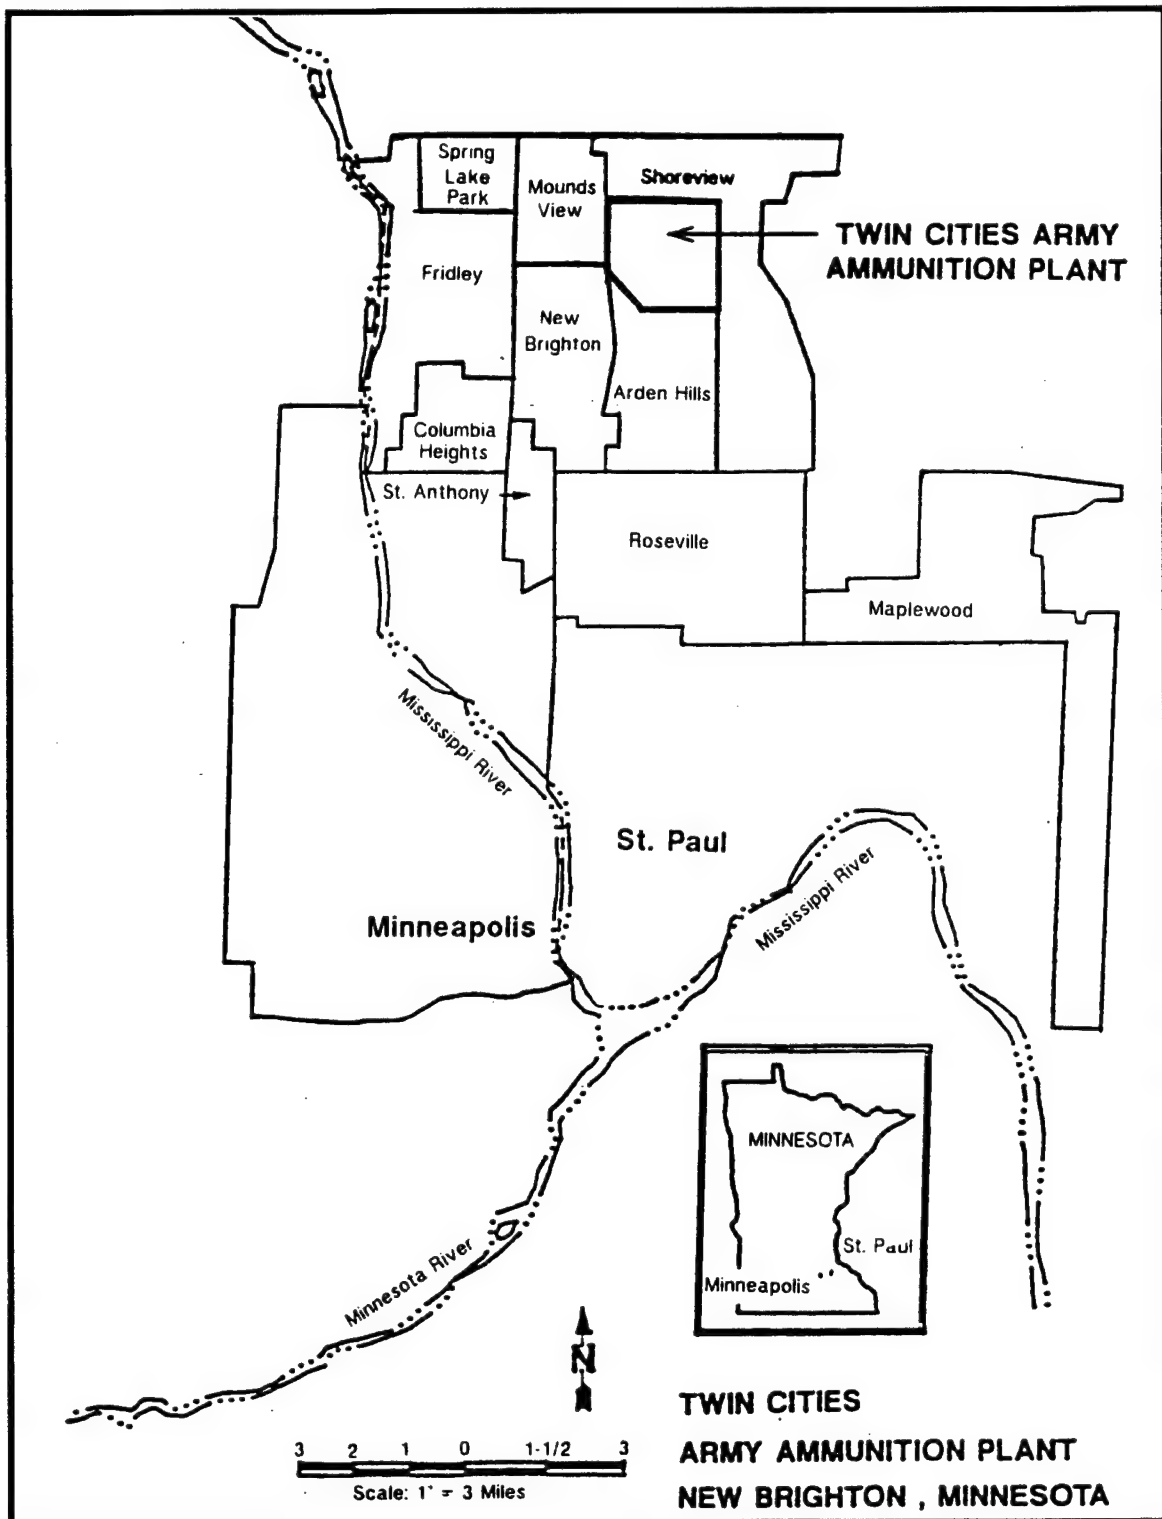 Spring
Lake
Park
Mounds
View
Shoreview
TWIN CITIES ARMY
AMMUNITION PLANT
Fridley
New
Brighton
Arden Hills
Columbia
Heights
St. Anthony
Roseville
Maplewood
Mississippi River
St. Paul
Mississippi River
Minneapolis
MINNESOTA
St. Paul
Minneapolis
Minnesota River
N
3 2 1 0 1-1/2 3
Scale: 1" = 3 Miles
TWIN CITIES
ARMY AMMUNITION PLANT
NEW BRIGHTON , MINNESOTA